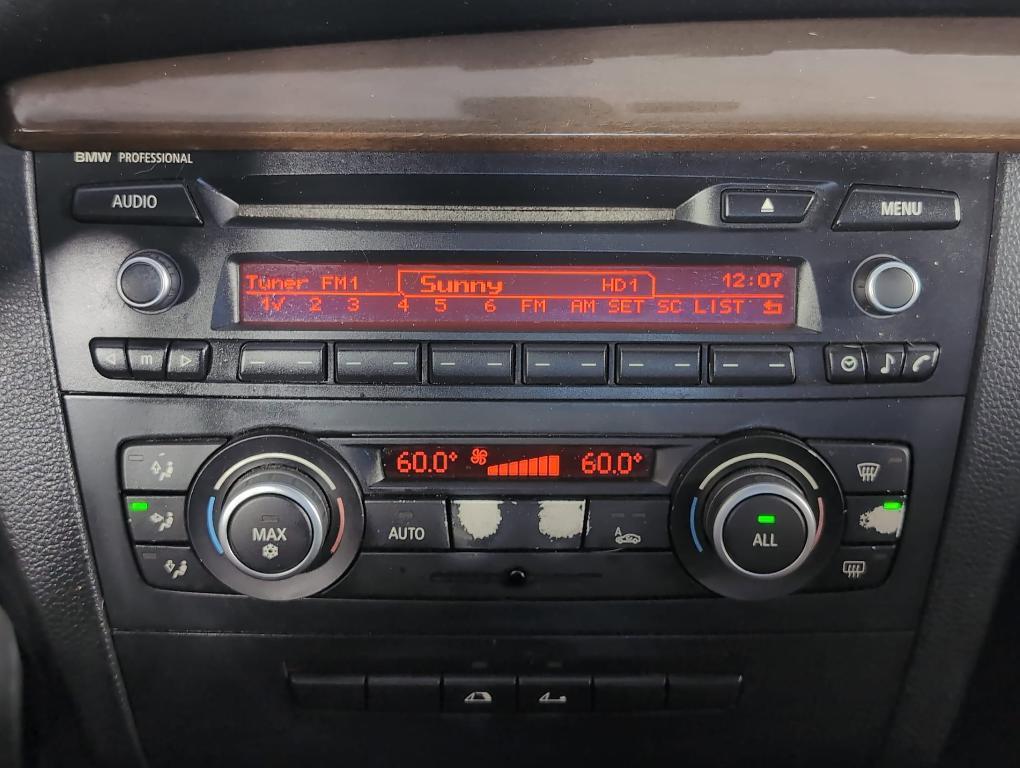 BMW PROFESSIONAL
AUDIO
MENU
Tuner FM1 Sunny HD1 12:07
1√ 2 3 4 5 6 FM AM SET SC LIST
m
60.0° 60.0°
MAX
AUTO
A
ALL